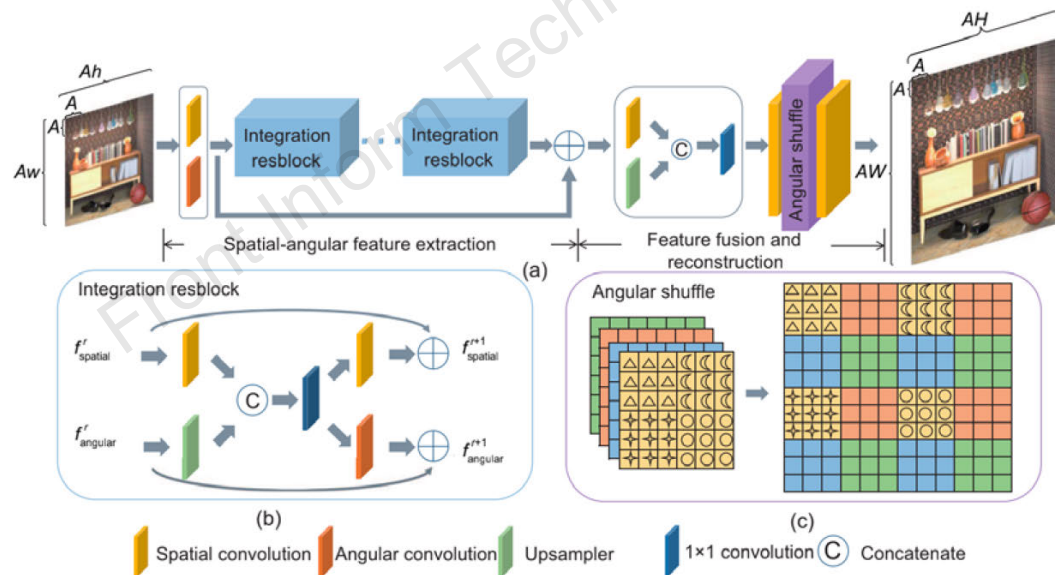 AH
Ah
A
A
A
A
Aw
AW
Integration
resblock
Integration
resblock
C
Angular shuffle
Spatial-angular feature extraction
Feature fusion and
reconstruction
(a)
Front Inform Techn
Integration resblock
f^r_spatial
f^r_angular
C
f^{r+1}_spatial
f^{r+1}_angular
(b)
Angular shuffle
(c)
Spatial convolution
Angular convolution
Upsampler
1×1 convolution
C
Concatenate